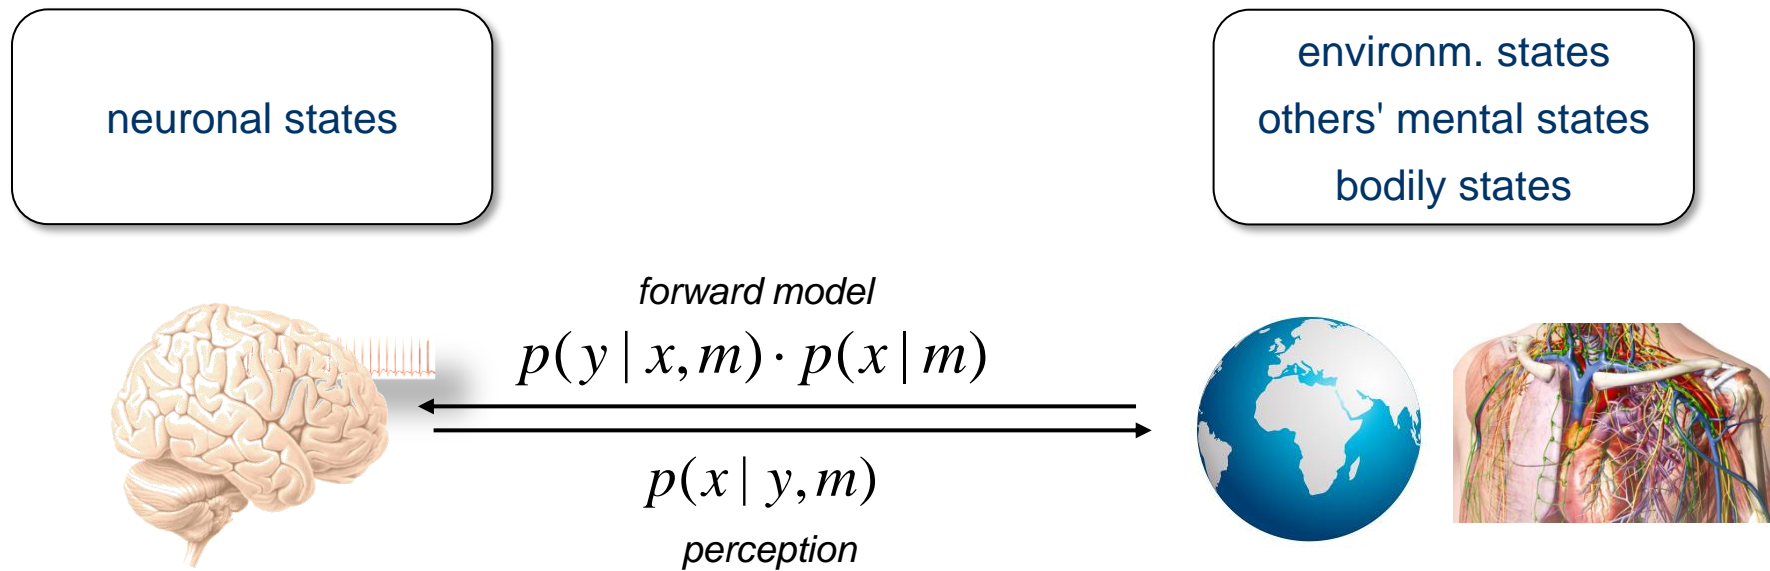 neuronal states
environm. states
others' mental states
bodily states
forward model
p(y | x, m) · p(x | m)
p(x | y, m)
perception